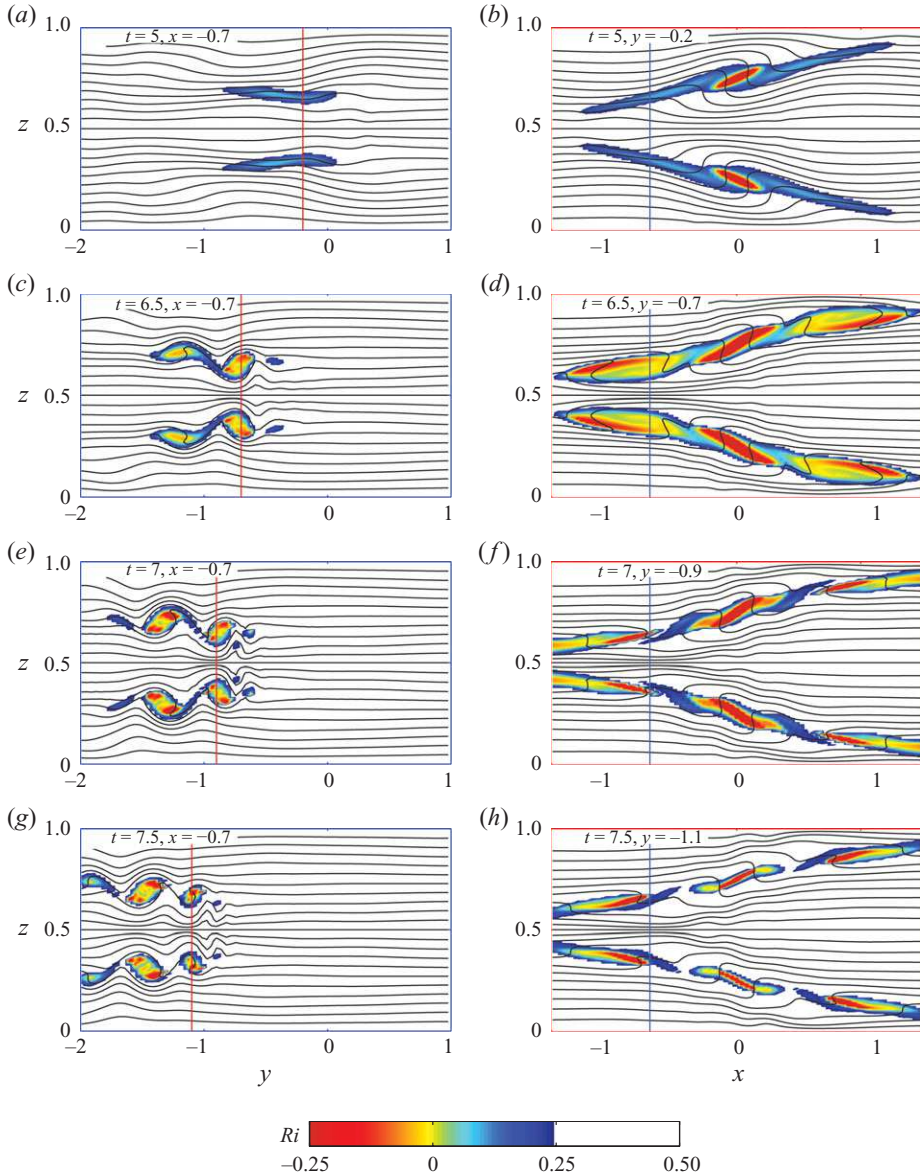 (a)
(b)
1.0
t = 5, x = −0.7
1.0
t = 5, y = −0.2
z
0.5
0.5
0
0
−2
−1
0
1
−1
0
1
(c)
(d)
1.0
t = 6.5, x = −0.7
1.0
t = 6.5, y = −0.7
z
0.5
0.5
0
0
−2
−1
0
1
−1
0
1
(e)
(f)
1.0
t = 7, x = −0.7
1.0
t = 7, y = −0.9
z
0.5
0.5
0
0
−2
−1
0
1
−1
0
1
(g)
(h)
1.0
t = 7.5, x = −0.7
1.0
t = 7.5, y = −1.1
z
0.5
0.5
0
0
−2
−1
0
1
−1
0
1
y
x
Ri
−0.25
0
0.25
0.50